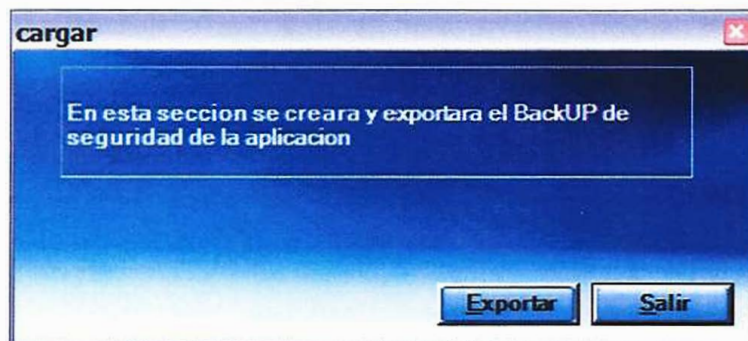 cargar
En esta seccion se creara y exportara el BackUP de
seguridad de la aplicacion
Exportar
Salir